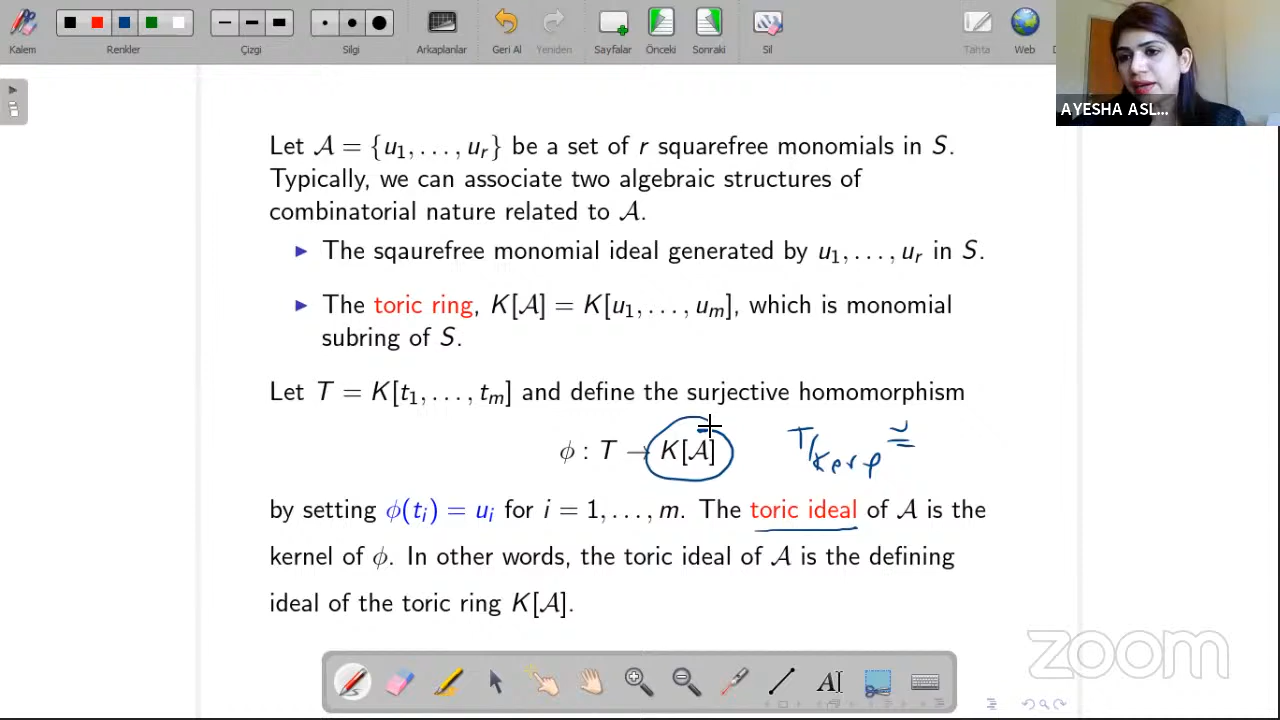 Kalem Renkler Çizgi Silgi Arkaplanlar Geri Al Yeniden Sayfalar Önceki Sonraki Sil Tahta Web
AYESHA ASL...
Let 𝒜 = {u₁, . . . , uᵣ} be a set of r squarefree monomials in S.
Typically, we can associate two algebraic structures of
combinatorial nature related to 𝒜.
▶ The sqaurefree monomial ideal generated by u₁, . . . , uᵣ in S.
▶ The toric ring, K[𝒜] = K[u₁, . . . , uₘ], which is monomial
subring of S.
Let T = K[t₁, . . . , tₘ] and define the surjective homomorphism
ϕ : T → K[𝒜] T/Ker φ ≅
by setting ϕ(tᵢ) = uᵢ for i = 1, . . . , m. The toric ideal of 𝒜 is the
kernel of ϕ. In other words, the toric ideal of 𝒜 is the defining
ideal of the toric ring K[𝒜].
zoom